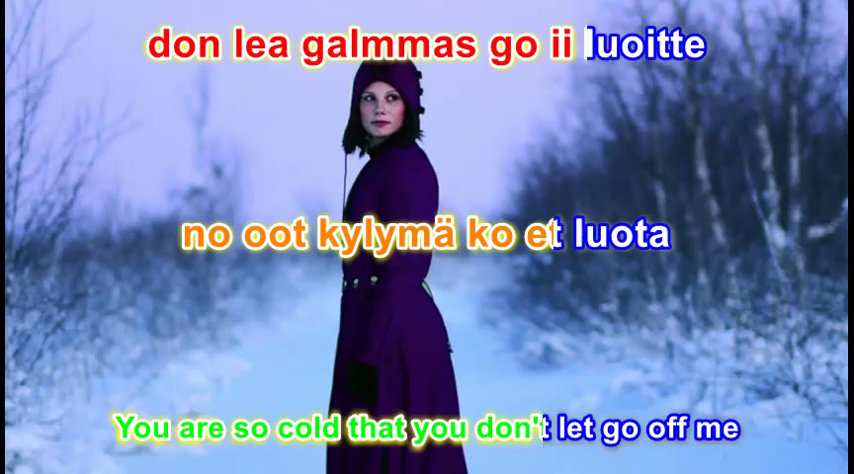 don lea galmmas go ii luoitte
no oot kylymä ko et luota
You are so cold that you don't let go off me